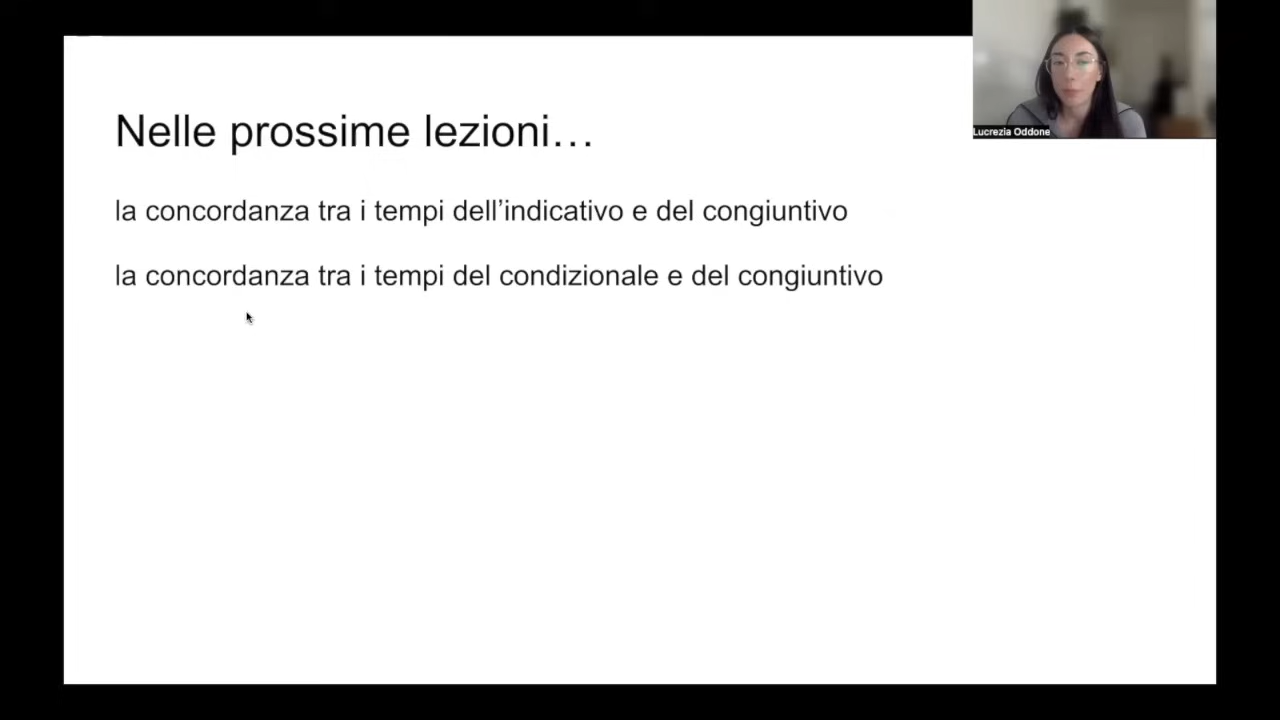 Nelle prossime lezioni…
la concordanza tra i tempi dell’indicativo e del congiuntivo
la concordanza tra i tempi del condizionale e del congiuntivo
Lucrezia Oddone